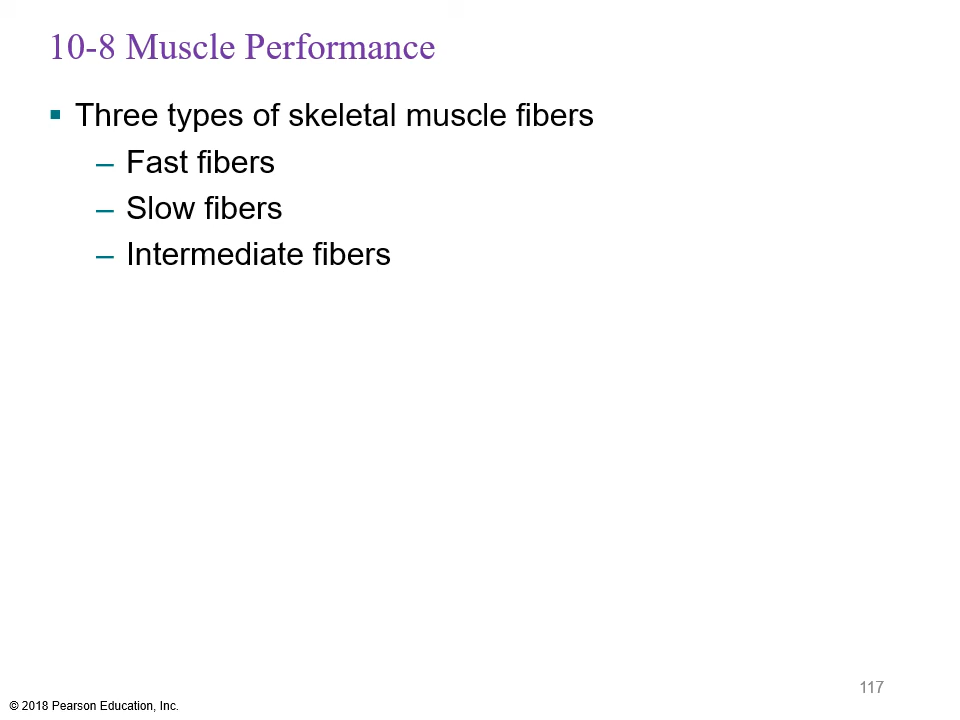 10-8 Muscle Performance
▪ Three types of skeletal muscle fibers
– Fast fibers
– Slow fibers
– Intermediate fibers
117
© 2018 Pearson Education, Inc.